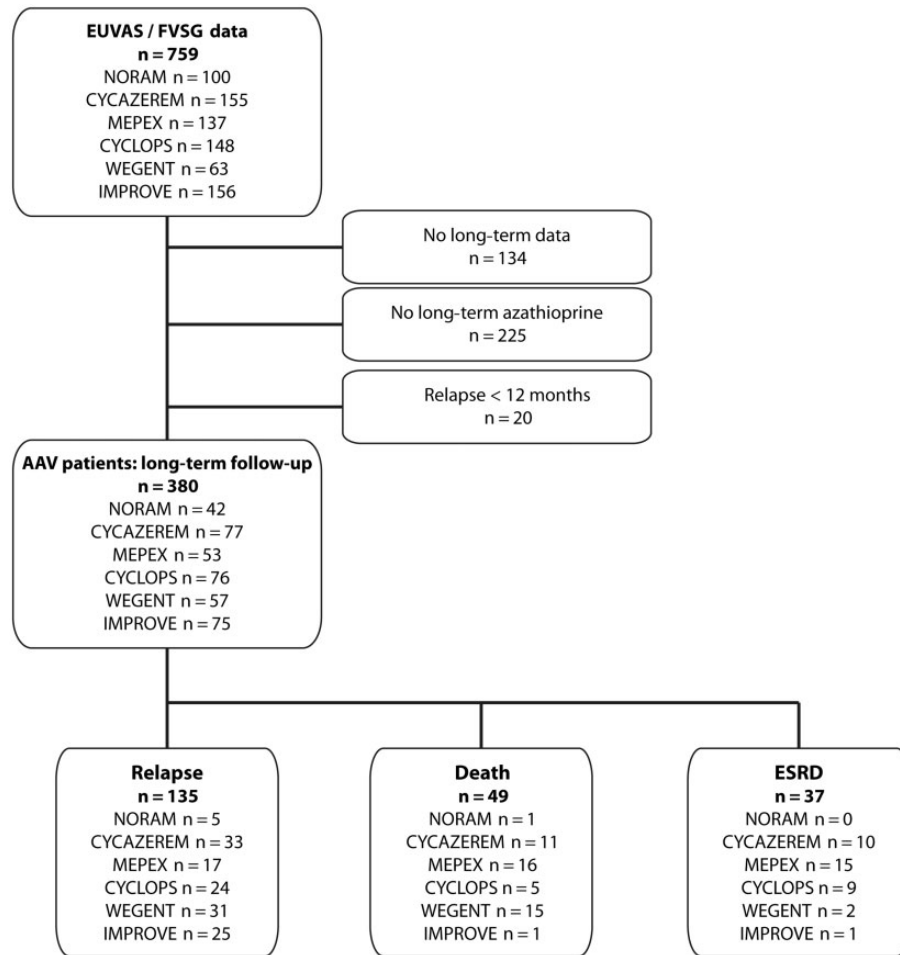 EUVAS / FVSG data
n = 759
NORAM n = 100
CYCAZEREM n = 155
MEPEX n = 137
CYCLOPS n = 148
WEGENT n = 63
IMPROVE n = 156
No long-term data
n = 134
No long-term azathioprine
n = 225
Relapse < 12 months
n = 20
AAV patients: long-term follow-up
n = 380
NORAM n = 42
CYCAZEREM n = 77
MEPEX n = 53
CYCLOPS n = 76
WEGENT n = 57
IMPROVE n = 75
Relapse
n = 135
NORAM n = 5
CYCAZEREM n = 33
MEPEX n = 17
CYCLOPS n = 24
WEGENT n = 31
IMPROVE n = 25
Death
n = 49
NORAM n = 1
CYCAZEREM n = 11
MEPEX n = 16
CYCLOPS n = 5
WEGENT n = 15
IMPROVE n = 1
ESRD
n = 37
NORAM n = 0
CYCAZEREM n = 10
MEPEX n = 15
CYCLOPS n = 9
WEGENT n = 2
IMPROVE n = 1